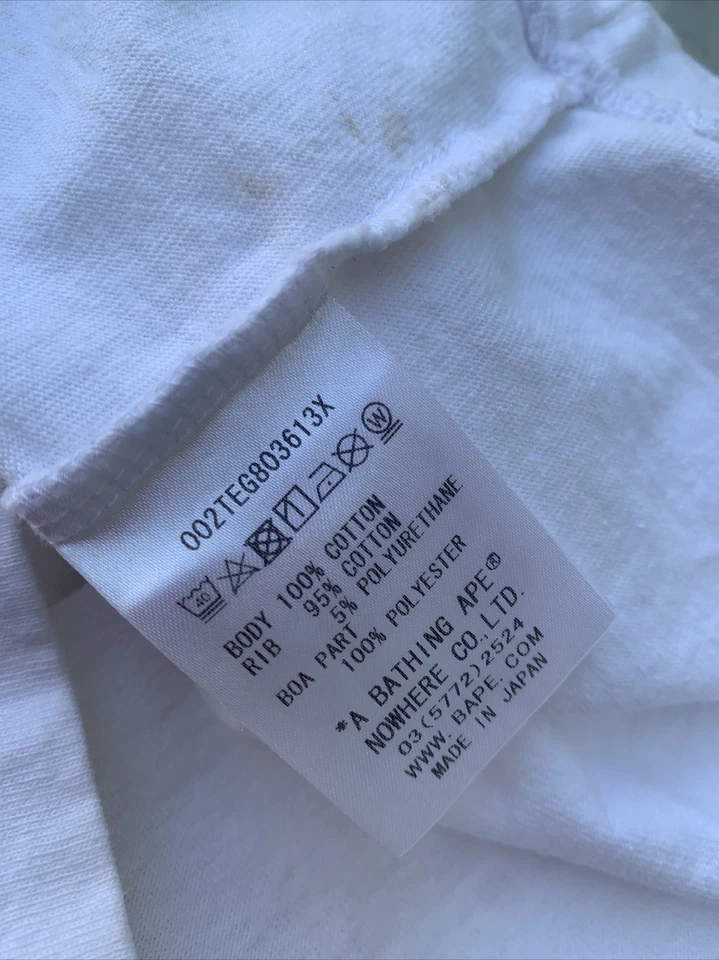 002TEG803613X
40 W
BODY 100% COTTON
RIB 95% COTTON
5% POLYURETHANE
BOA PART
100% POLYESTER
*A BATHING APE®
NOWHERE CO.,LTD.
03(5772)2524
WWW.BAPE.COM
MADE IN JAPAN